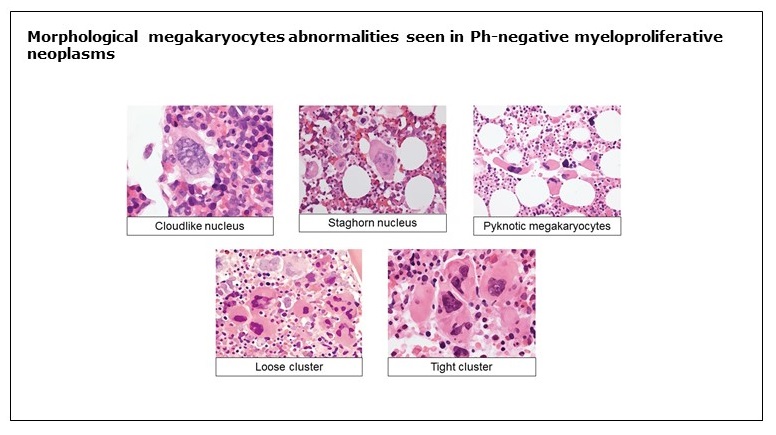 Morphological megakaryocytes abnormalities seen in Ph-negative myeloproliferative
neoplasms
Cloudlike nucleus
Staghorn nucleus
Pyknotic megakaryocytes
Loose cluster
Tight cluster